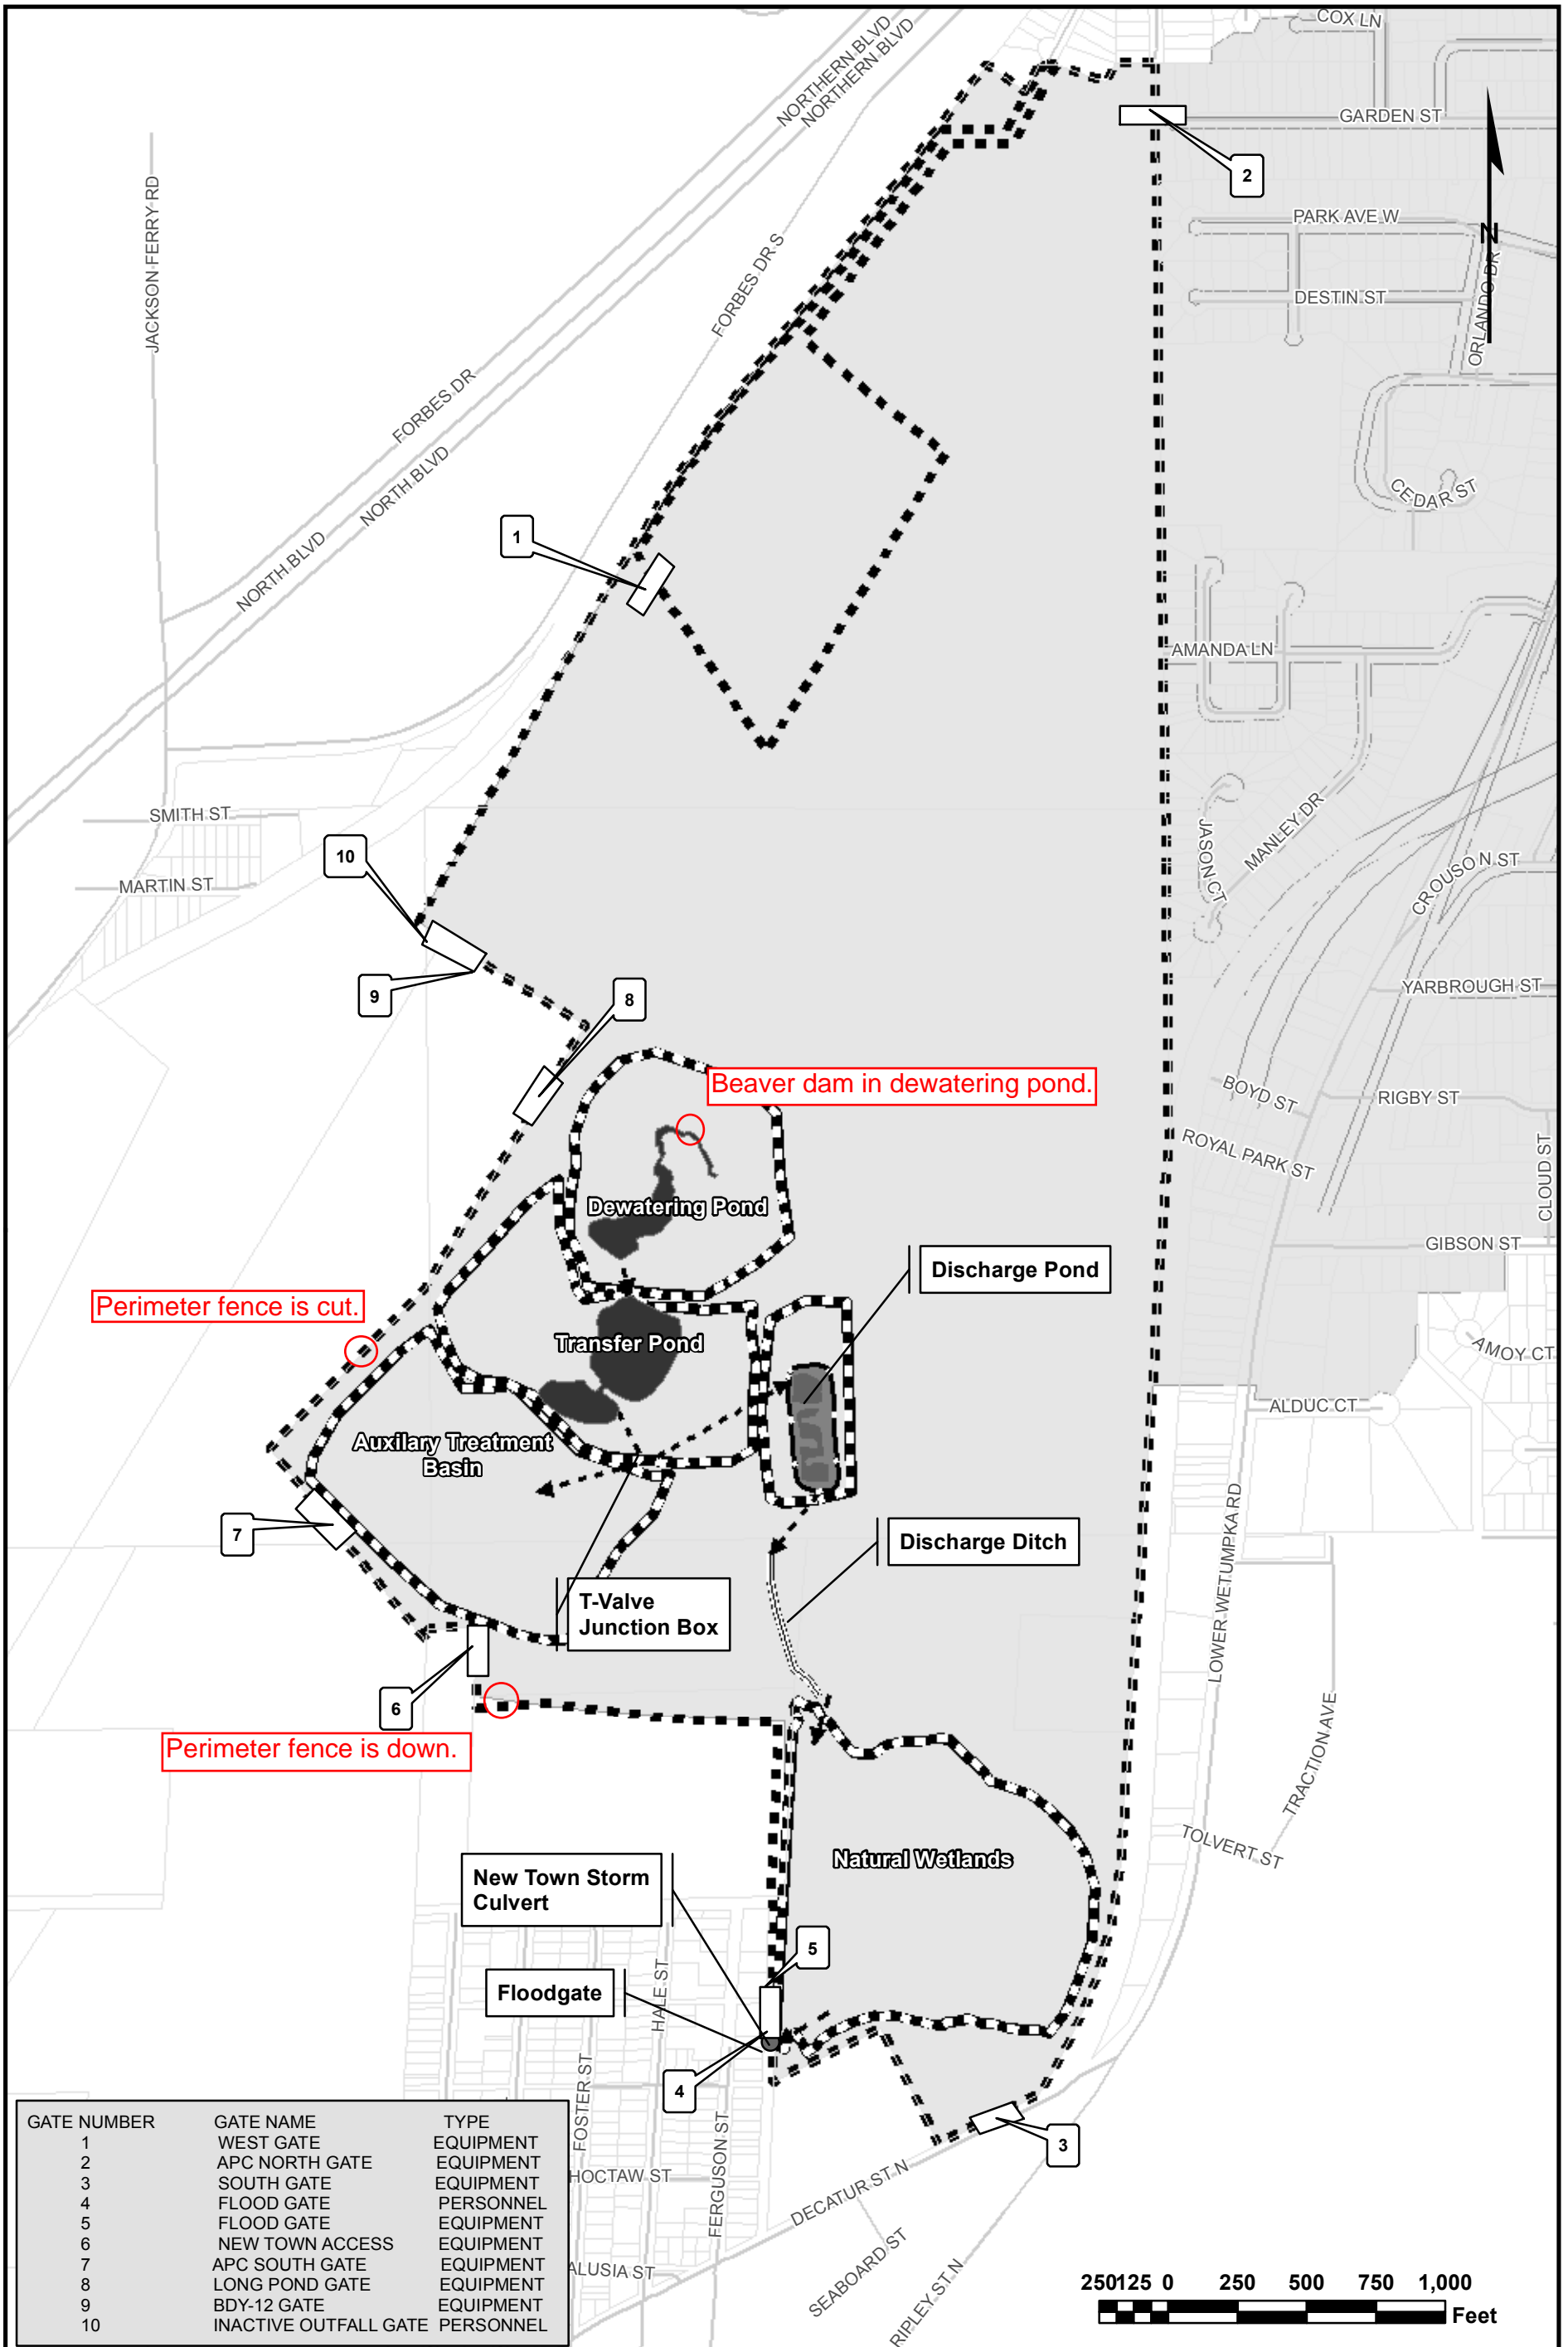 COX LN
NORTHERN BLVD
NORTHERN BLVD
GARDEN ST
2
JACKSON FERRY RD
PARK AVE W
N
FORBES DR S
DESTIN ST
ORLANDO DR
FORBES DR
NORTH BLVD
CEDAR ST
1
NORTH BLVD
AMANDA LN
SMITH ST
JASON CT
MANLEY DR
10
MARTIN ST
CROUSON ST
9
8
YARBROUGH ST
Beaver dam in dewatering pond.
BOYD ST
RIGBY ST
ROYAL PARK ST
CLOUD ST
Dewatering Pond
GIBSON ST
Discharge Pond
Perimeter fence is cut.
Transfer Pond
AMOY CT
ALDUC CT
Auxilary Treatment
Basin
7
Discharge Ditch
LOWER WETUMPKA RD
T-Valve
Junction Box
6
Perimeter fence is down.
TRACTION AVE
TOLVERT ST
Natural Wetlands
New Town Storm
Culvert
5
Floodgate
HALE ST
4
FOSTER ST
3
FERGUSON ST
HOCTAW ST
DECATUR ST N
ALUSIA ST
SEABOARD ST
RIPLEY ST N
GATE NUMBER GATE NAME TYPE
1 WEST GATE EQUIPMENT
2 APC NORTH GATE EQUIPMENT
3 SOUTH GATE EQUIPMENT
4 FLOOD GATE PERSONNEL
5 FLOOD GATE EQUIPMENT
6 NEW TOWN ACCESS EQUIPMENT
7 APC SOUTH GATE EQUIPMENT
8 LONG POND GATE EQUIPMENT
9 BDY-12 GATE EQUIPMENT
10 INACTIVE OUTFALL GATE PERSONNEL
250 125 0 250 500 750 1,000
Feet